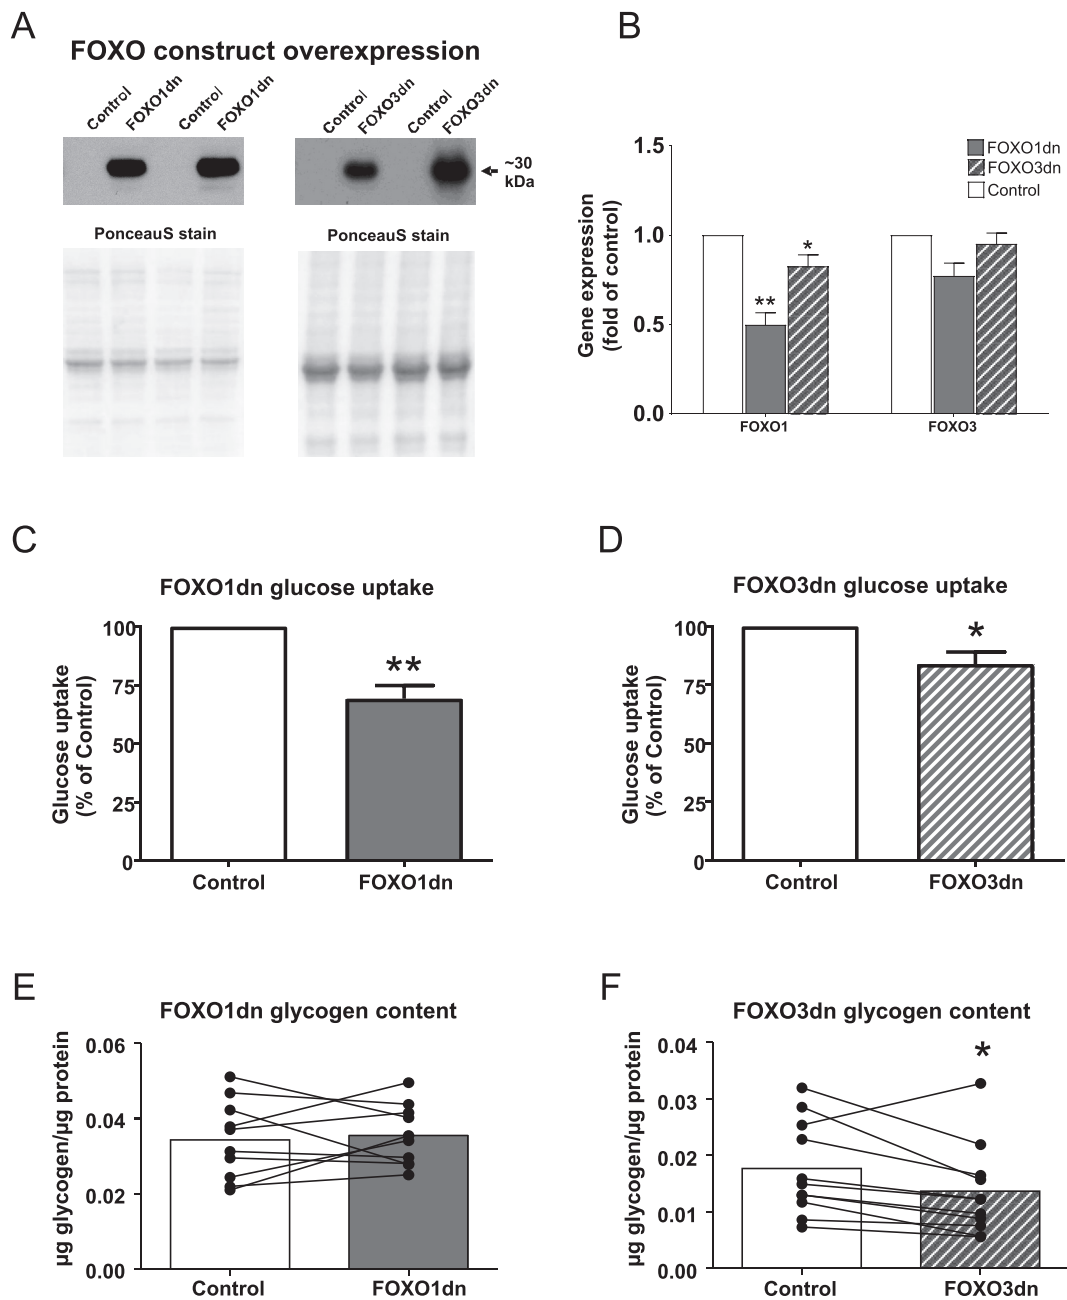 A
FOXO construct overexpression
Control
FOXO1dn
Control
FOXO1dn
Control
FOXO3dn
Control
FOXO3dn
~30
kDa
PonceauS stain
PonceauS stain
B
1.5
1.0
0.5
0.0
Gene expression
(fold of control)
FOXO1dn
FOXO3dn
Control
*
**
FOXO1
FOXO3
C
FOXO1dn glucose uptake
Glucose uptake
(% of Control)
100
75
50
25
0
**
Control
FOXO1dn
D
FOXO3dn glucose uptake
Glucose uptake
(% of Control)
100
75
50
25
0
*
Control
FOXO3dn
E
FOXO1dn glycogen content
µg glycogen/µg protein
0.06
0.04
0.02
0.00
Control
FOXO1dn
F
FOXO3dn glycogen content
µg glycogen/µg protein
0.04
0.03
0.02
0.01
0.00
*
Control
FOXO3dn